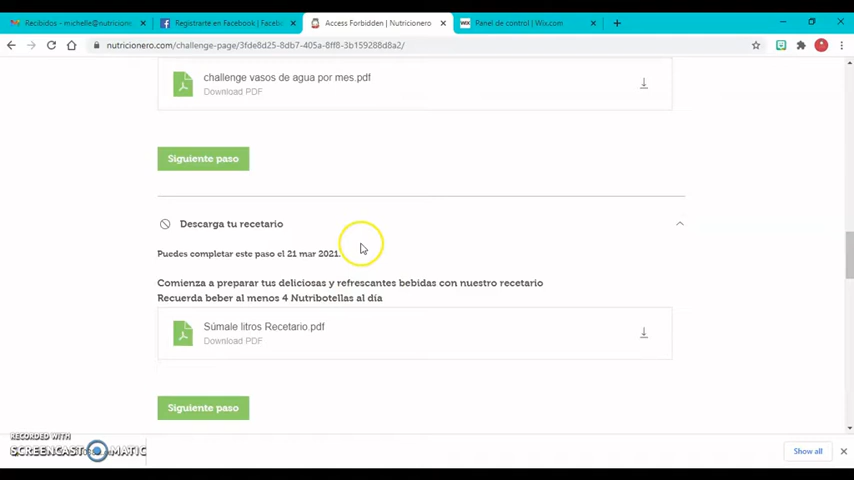 Recibidos - michelle@nutricione
Registrarte en Facebook | Faceb
Access Forbidden | Nutricionero
WIX
Panel de control | Wix.com
nutricionero.com/challenge-page/3fde8d25-8db7-405a-8ff8-3b159288d8a2/
challenge vasos de agua por mes.pdf
Download PDF
Siguiente paso
Descarga tu recetario
Puedes completar este paso el 21 mar 2021.
Comienza a preparar tus deliciosas y refrescantes bebidas con nuestro recetario
Recuerda beber al menos 4 Nutribotellas al día
Súmale litros Recetario.pdf
Download PDF
Siguiente paso
RECORDED WITH
SCREENCAST-O-MATIC
Show all